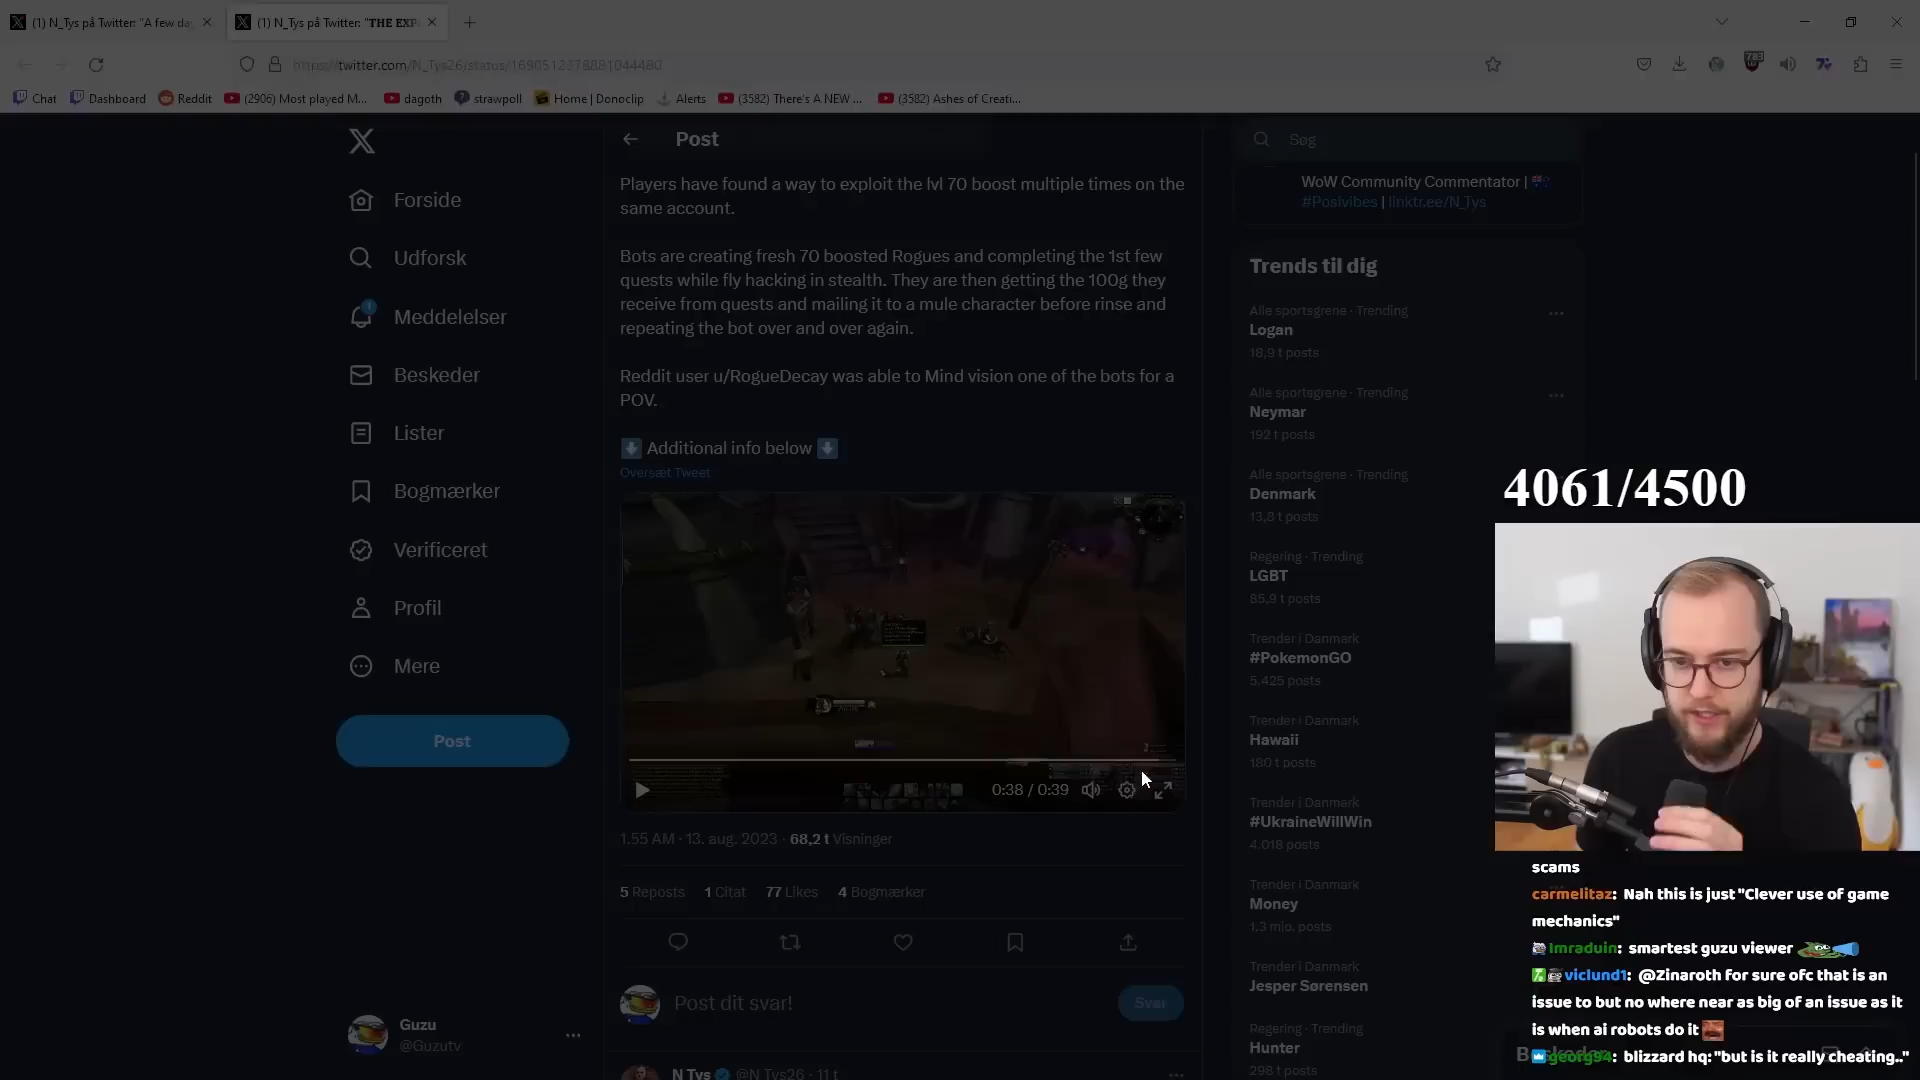 (1) N_Tys på Twitter: "A few da
(1) N_Tys på Twitter: "THE EXP
https://twitter.com/N_Tys26/status/1690512378881044480
Chat
Dashboard
Reddit
(2906) Most played M...
dagoth
strawpoll
Home | Donoclip
Alerts
(3582) There's A NEW ...
(3582) Ashes of Creati...
Forside
Udforsk
1
Meddelelser
Beskeder
Lister
Bogmærker
Verificeret
Profil
Mere
Post
Guzu
@Guzutv
Post
Players have found a way to exploit the lvl 70 boost multiple times on the
same account.
Bots are creating fresh 70 boosted Rogues and completing the 1st few
quests while fly hacking in stealth. They are then getting the 100g they
receive from quests and mailing it to a mule character before rinse and
repeating the bot over and over again.
Reddit user u/RogueDecay was able to Mind vision one of the bots for a
POV.
Additional info below
Oversæt Tweet
0:38 / 0:39
1.55 AM · 13. aug. 2023 · 68,2 t Visninger
5 Reposts 1 Citat 77 Likes 4 Bogmærker
Post dit svar!
Svar
N Tys @N_Tys26 · 11 t
Søg
WoW Community Commentator |
#Posivibes | linktr.ee/N_Tys
Trends til dig
Alle sportsgrene · Trending
Logan
18,9 t posts
Alle sportsgrene · Trending
Neymar
192 t posts
Alle sportsgrene · Trending
Denmark
13,8 t posts
Regering · Trending
LGBT
85,9 t posts
Trender i Danmark
#PokemonGO
5.425 posts
Trender i Danmark
Hawaii
180 t posts
Trender i Danmark
#UkraineWillWin
4.018 posts
Trender i Danmark
Money
1,3 mio. posts
Trender i Danmark
Jesper Sørensen
Regering · Trending
Hunter
298 t posts
4061/4500
scams
carmelitaz: Nah this is just "Clever use of game
mechanics"
Imraduin: smartest guzu viewer
viclund1: @Zinaroth for sure ofc that is an
issue to but no where near as big of an issue as it
is when ai robots do it
georg94: blizzard hq: "but is it really cheating.."